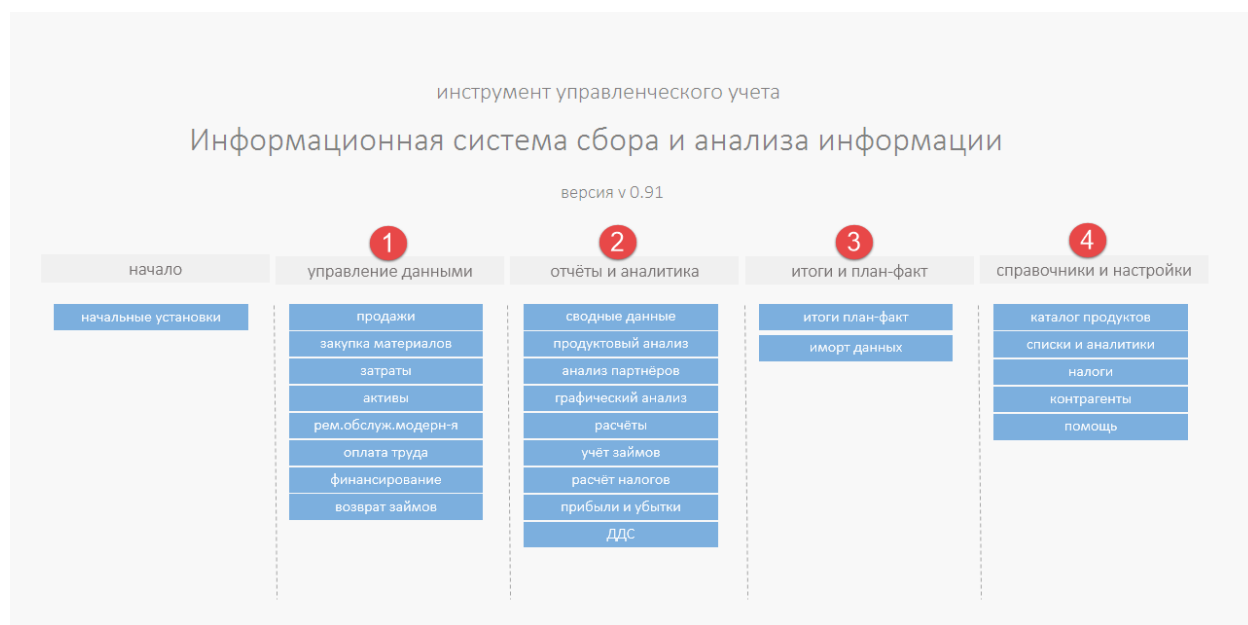 инструмент управленческого учета
Информационная система сбора и анализа информации
версия v 0.91
1
2
3
4
начало
управление данными
отчёты и аналитика
итоги и план-факт
справочники и настройки
начальные установки
продажи
закупка материалов
затраты
активы
рем.обслуж.модерн-я
оплата труда
финансирование
возврат займов
сводные данные
продуктовый анализ
анализ партнёров
графический анализ
расчёты
учёт займов
расчёт налогов
прибыли и убытки
ДДС
итоги план-факт
иморт данных
каталог продуктов
списки и аналитики
налоги
контрагенты
помощь